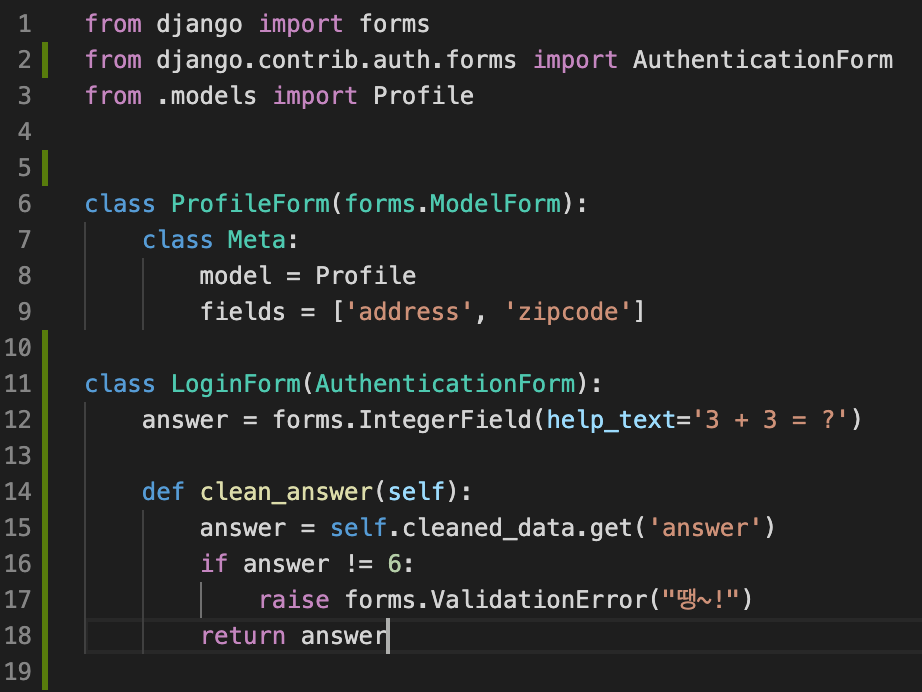 1 from django import forms
2 from django.contrib.auth.forms import AuthenticationForm
3 from .models import Profile
4
5
6 class ProfileForm(forms.ModelForm):
7     class Meta:
8         model = Profile
9         fields = ['address', 'zipcode']
10
11 class LoginForm(AuthenticationForm):
12     answer = forms.IntegerField(help_text='3 + 3 = ?')
13
14     def clean_answer(self):
15         answer = self.cleaned_data.get('answer')
16         if answer != 6:
17             raise forms.ValidationError("땡~!")
18         return answer
19